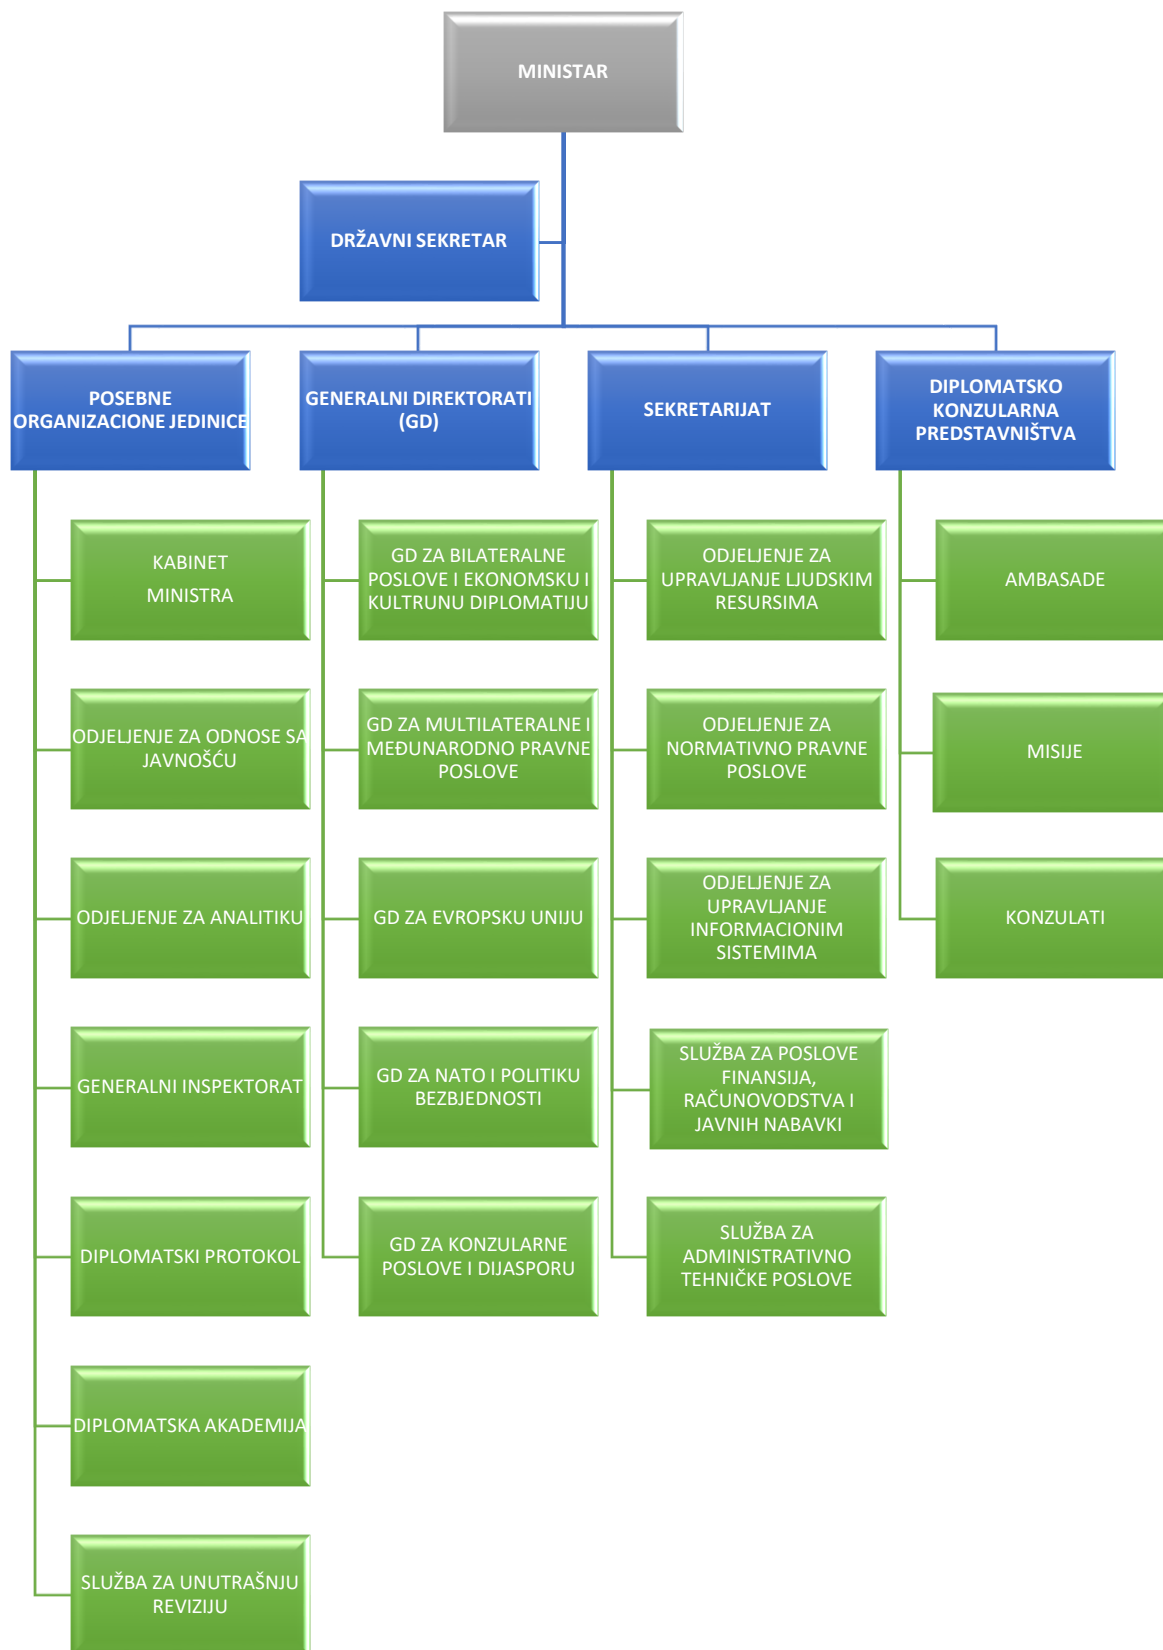 MINISTAR
DRŽAVNI SEKRETAR
POSEBNE
ORGANIZACIONE JEDINICE
KABINET
MINISTRA
ODJELJENJE ZA ODNOSE SA
JAVNOŠĆU
ODJELJENJE ZA ANALITIKU
GENERALNI INSPEKTORAT
DIPLOMATSKI PROTOKOL
DIPLOMATSKA AKADEMIJA
SLUŽBA ZA UNUTRAŠNJU
REVIZIJU
GENERALNI DIREKTORATI
(GD)
GD ZA BILATERALNE
POSLOVE I EKONOMSKU I
KULTRUNU DIPLOMATIJU
GD ZA MULTILATERALNE I
MEĐUNARODNO PRAVNE
POSLOVE
GD ZA EVROPSKU UNIJU
GD ZA NATO I POLITIKU
BEZBJEDNOSTI
GD ZA KONZULARNE
POSLOVE I DIJASPORU
SEKRETARIJAT
ODJELJENJE ZA
UPRAVLJANJE LJUDSKIM
RESURSIMA
ODJELJENJE ZA
NORMATIVNO PRAVNE
POSLOVE
ODJELJENJE ZA
UPRAVLJANJE
INFORMACIONIM
SISTEMIMA
SLUŽBA ZA POSLOVE
FINANSIJA,
RAČUNOVODSTVA I
JAVNIH NABAVKI
SLUŽBA ZA
ADMINISTRATIVNO
TEHNIČKE POSLOVE
DIPLOMATSKO
KONZULARNA
PREDSTAVNIŠTVA
AMBASADE
MISIJE
KONZULATI